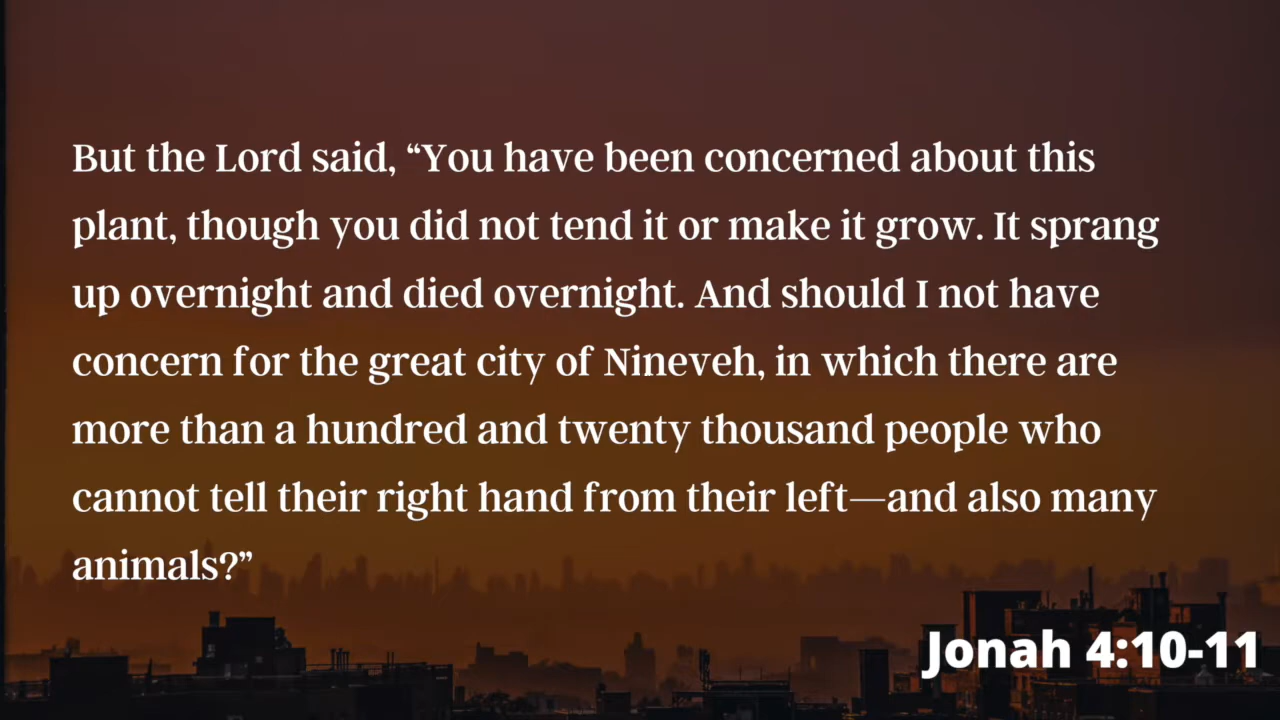 But the Lord said, “You have been concerned about this
plant, though you did not tend it or make it grow. It sprang
up overnight and died overnight. And should I not have
concern for the great city of Nineveh, in which there are
more than a hundred and twenty thousand people who
cannot tell their right hand from their left—and also many
animals?”
Jonah 4:10-11